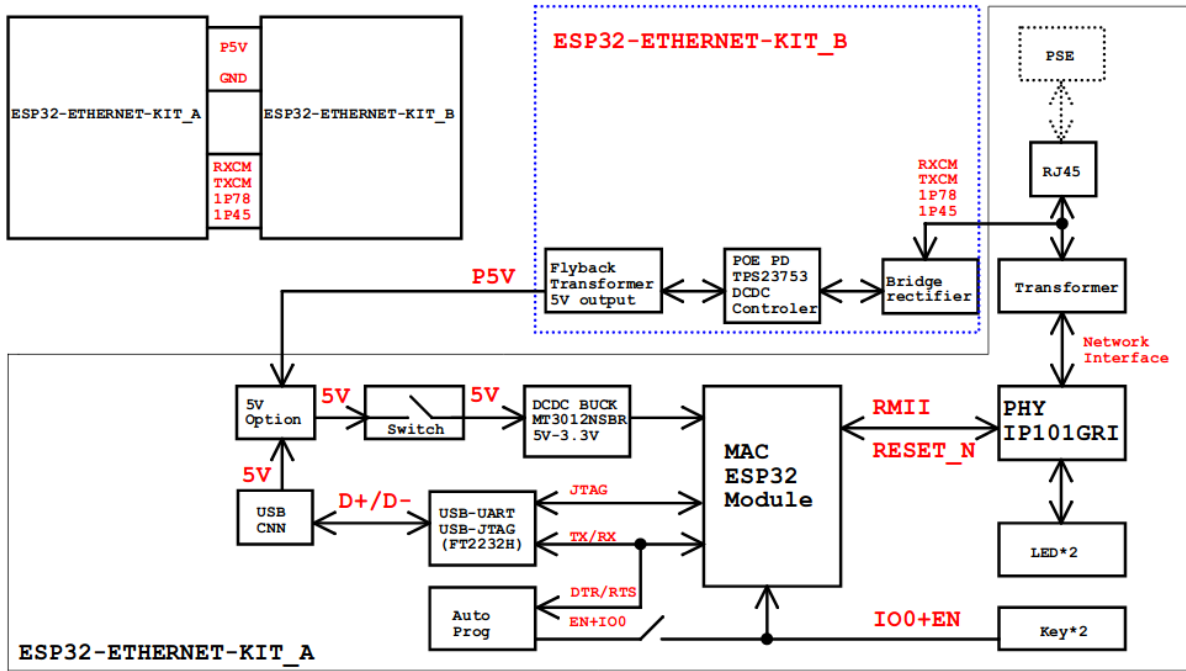 P5V
GND
ESP32-ETHERNET-KIT_A
ESP32-ETHERNET-KIT_B
RXCM
TXCM
1P78
1P45
ESP32-ETHERNET-KIT_B
PSE
RJ45
RXCM
TXCM
1P78
1P45
P5V
Flyback
Transformer
5V output
POE PD
TPS23753
DCDC
Controler
Bridge
rectifier
Transformer
Network
Interface
5V
Option
5V
Switch
5V
DCDC BUCK
MT3012NSBR
5V-3.3V
MAC
ESP32
Module
RMII
RESET_N
PHY
IP101GRI
5V
USB
CNN
D+/D-
USB-UART
USB-JTAG
(FT2232H)
JTAG
TX/RX
LED*2
DTR/RTS
EN+IO0
Auto
Prog
IO0+EN
Key*2
ESP32-ETHERNET-KIT_A